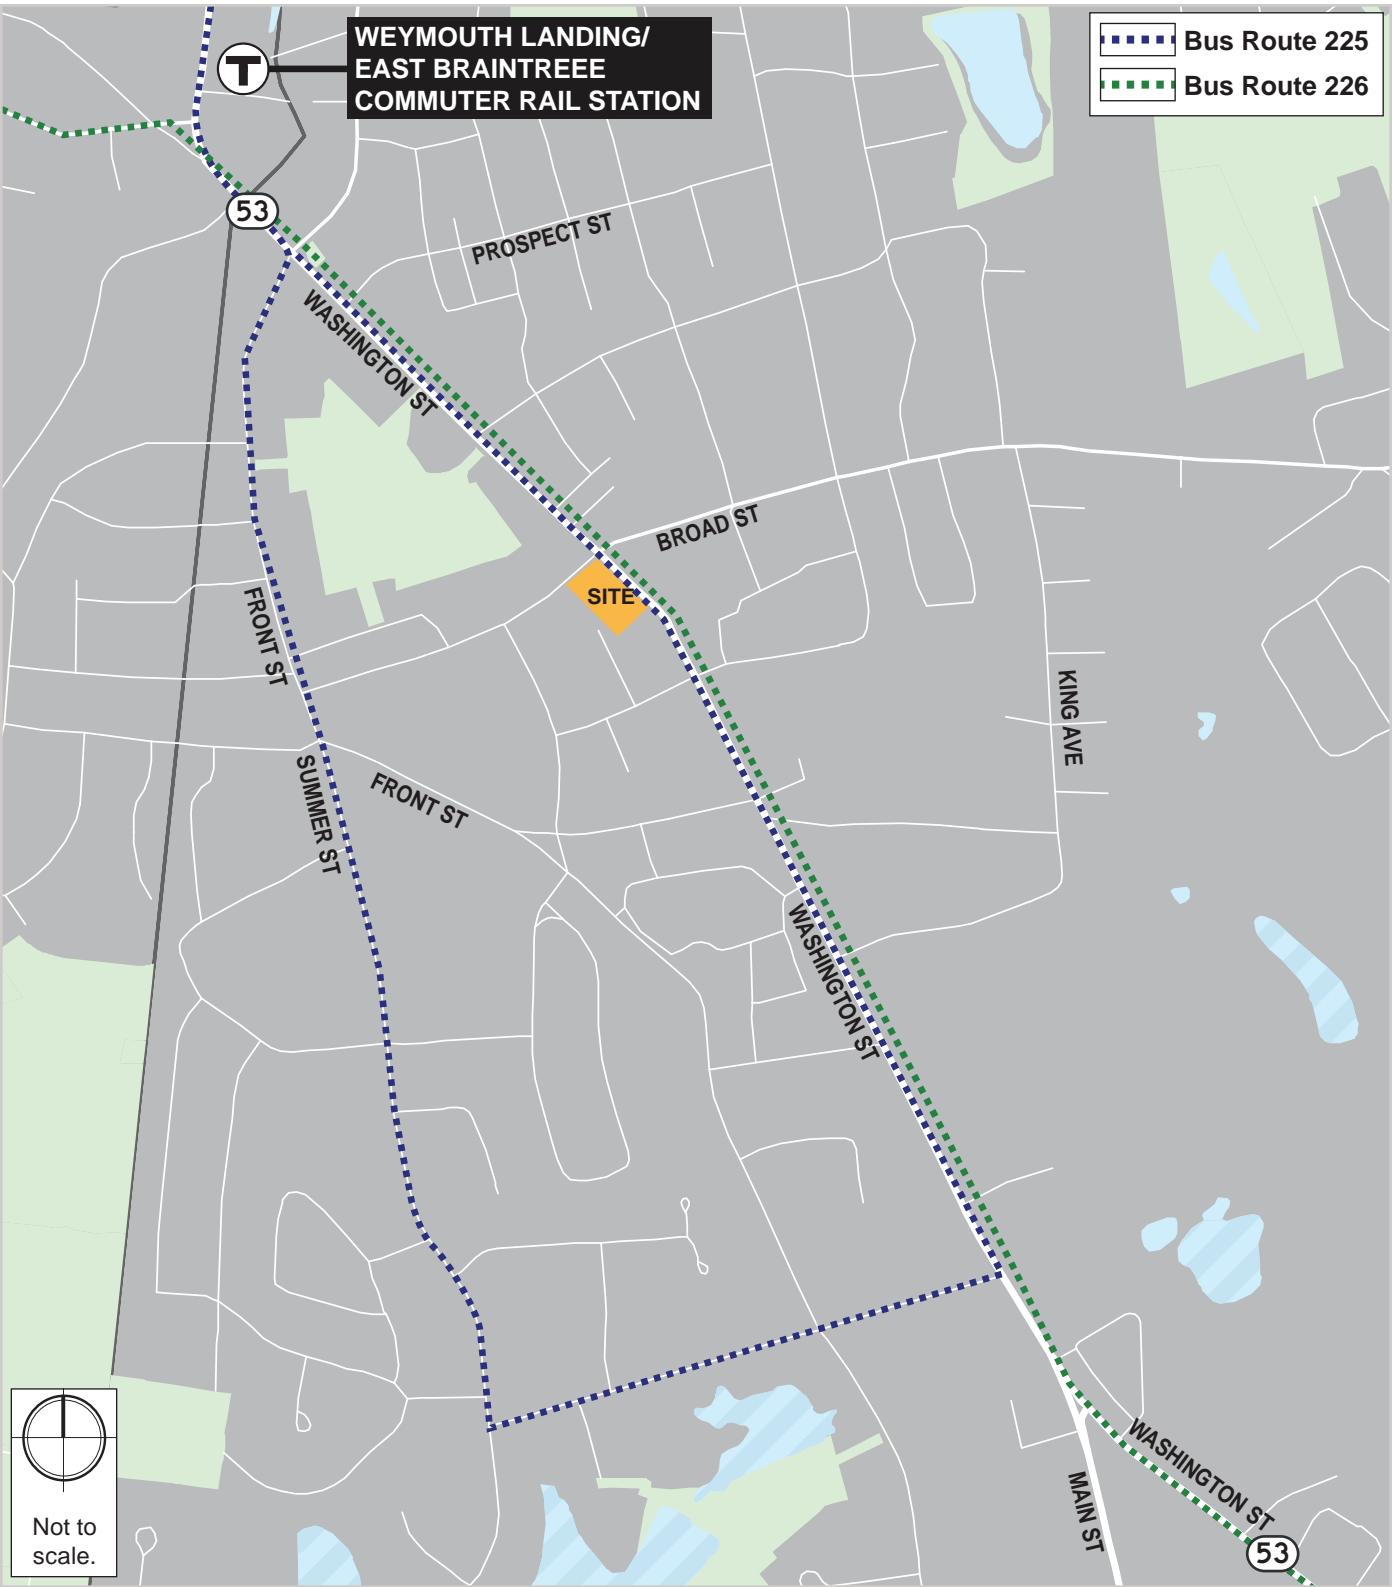 WEYMOUTH LANDING/
EAST BRAINTREEE
COMMUTER RAIL STATION
T
Bus Route 225
Bus Route 226
53
PROSPECT ST
WASHINGTON ST
BROAD ST
SITE
FRONT ST
KING AVE
SUMMER ST
FRONT ST
WASHINGTON ST
WASHINGTON ST
MAIN ST
53
Not to
scale.